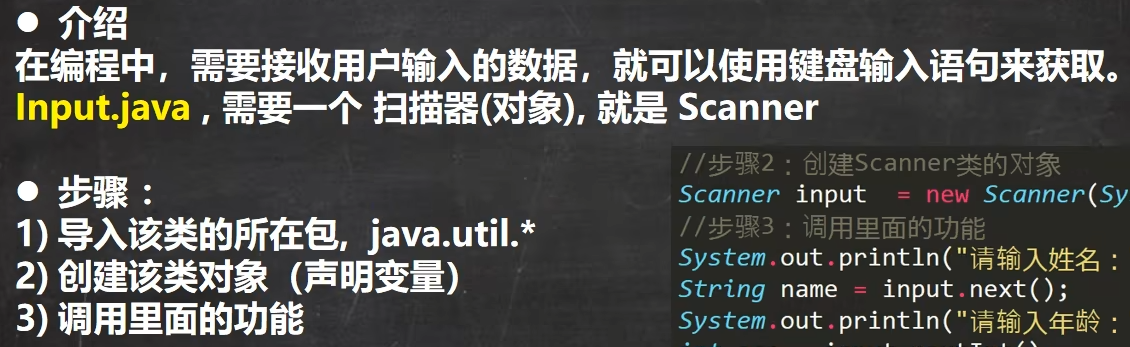 ● 介绍
在编程中，需要接收用户输入的数据，就可以使用键盘输入语句来获取。
Input.java , 需要一个 扫描器(对象), 就是 Scanner
● 步骤：
1) 导入该类的所在包, java.util.*
2) 创建该类对象（声明变量）
3) 调用里面的功能
//步骤2：创建Scanner类的对象
Scanner input = new Scanner(Sy
//步骤3：调用里面的功能
System.out.println("请输入姓名：
String name = input.next();
System.out.println("请输入年龄：